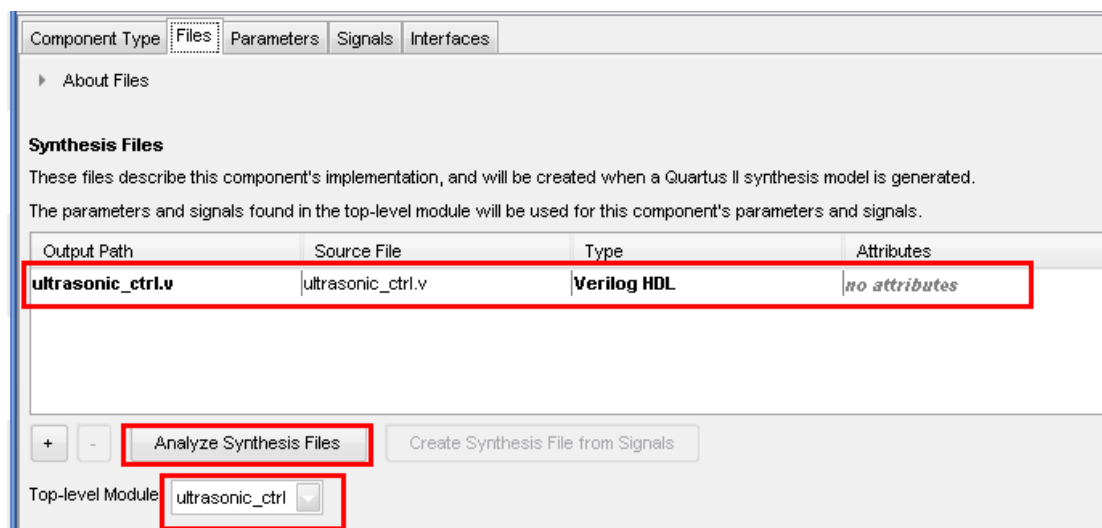 Component Type Files Parameters Signals Interfaces
About Files
Synthesis Files
These files describe this component's implementation, and will be created when a Quartus II synthesis model is generated.
The parameters and signals found in the top-level module will be used for this component's parameters and signals.
Output Path Source File Type Attributes
ultrasonic_ctrl.v ultrasonic_ctrl.v Verilog HDL no attributes
+ - Analyze Synthesis Files Create Synthesis File from Signals
Top-level Module ultrasonic_ctrl